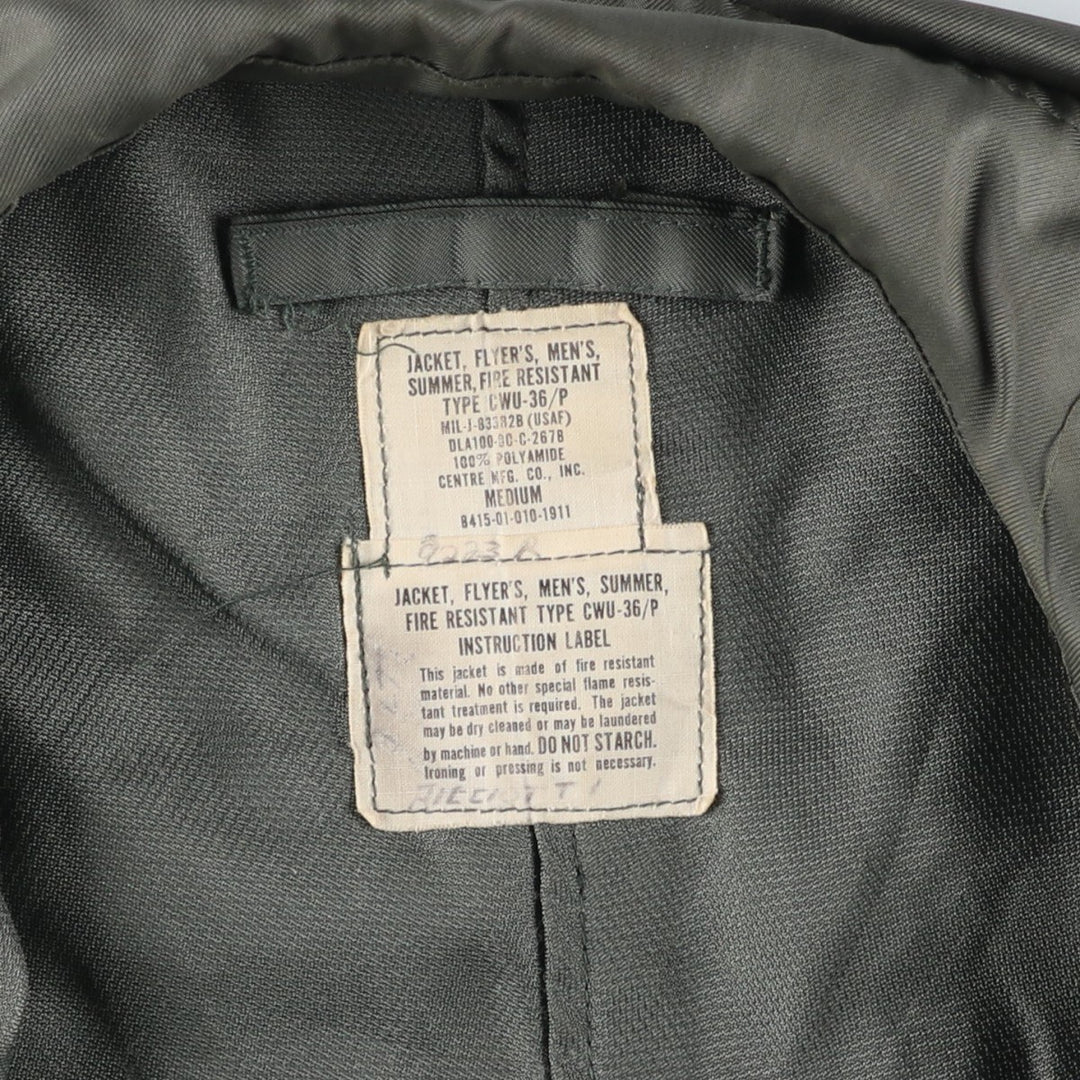 JACKET, FLYER'S, MEN'S,
SUMMER, FIRE RESISTANT
TYPE CWU-36/P
MIL-J-83382B (USAF)
DLA100-80-C-2678
100% POLYAMIDE
CENTRE MFG. CO., INC.
MEDIUM
8415-01-010-1911
JACKET, FLYER'S, MEN'S, SUMMER,
FIRE RESISTANT TYPE CWU-36/P
INSTRUCTION LABEL
This jacket is made of fire resistant
material. No other special flame resis-
tant treatment is required. The jacket
may be dry cleaned or may be laundered
by machine or hand. DO NOT STARCH.
Ironing or pressing is not necessary.